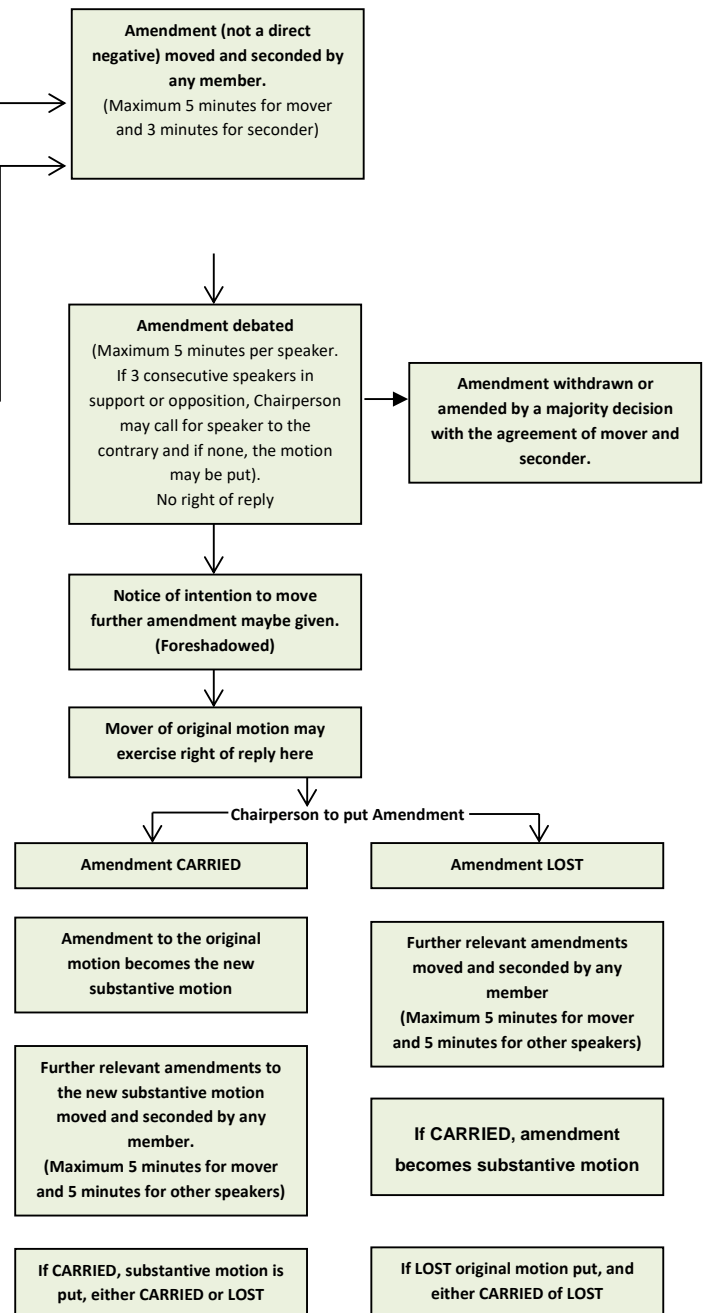 Amendment (not a direct
negative) moved and seconded by
any member.
(Maximum 5 minutes for mover
and 3 minutes for seconder)
Amendment debated
(Maximum 5 minutes per speaker.
If 3 consecutive speakers in
support or opposition, Chairperson
may call for speaker to the
contrary and if none, the motion
may be put).
No right of reply
Amendment withdrawn or
amended by a majority decision
with the agreement of mover and
seconder.
Notice of intention to move
further amendment maybe given.
(Foreshadowed)
Mover of original motion may
exercise right of reply here
Chairperson to put Amendment
Amendment CARRIED
Amendment to the original
motion becomes the new
substantive motion
Further relevant amendments to
the new substantive motion
moved and seconded by any
member.
(Maximum 5 minutes for mover
and 5 minutes for other speakers)
If CARRIED, substantive motion is
put, either CARRIED or LOST
Amendment LOST
Further relevant amendments
moved and seconded by any
member
(Maximum 5 minutes for mover
and 5 minutes for other speakers)
If CARRIED, amendment
becomes substantive motion
If LOST original motion put, and
either CARRIED of LOST